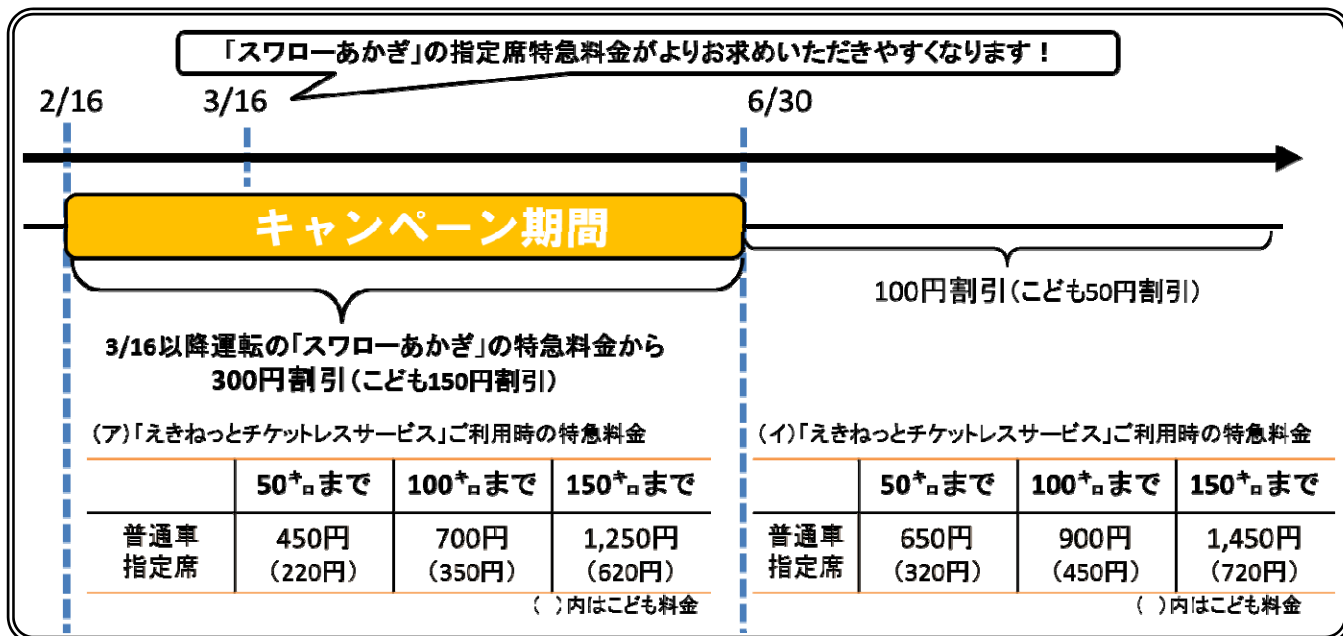 「スワローあかぎ」の指定席特急料金がよりお求めいただきやすくなります！
2/16 3/16 6/30
キャンペーン期間
100円割引（こども50円割引）
3/16以降運転の「スワローあかぎ」の特急料金から
300円割引（こども150円割引）
（ア）「えきねっとチケットレスサービス」ご利用時の特急料金
50㌔まで 100㌔まで 150㌔まで
普通車
指定席
450円 700円 1,250円
（220円） （350円） （620円）
（ ）内はこども料金
（イ）「えきねっとチケットレスサービス」ご利用時の特急料金
50㌔まで 100㌔まで 150㌔まで
普通車
指定席
650円 900円 1,450円
（320円） （450円） （720円）
（ ）内はこども料金